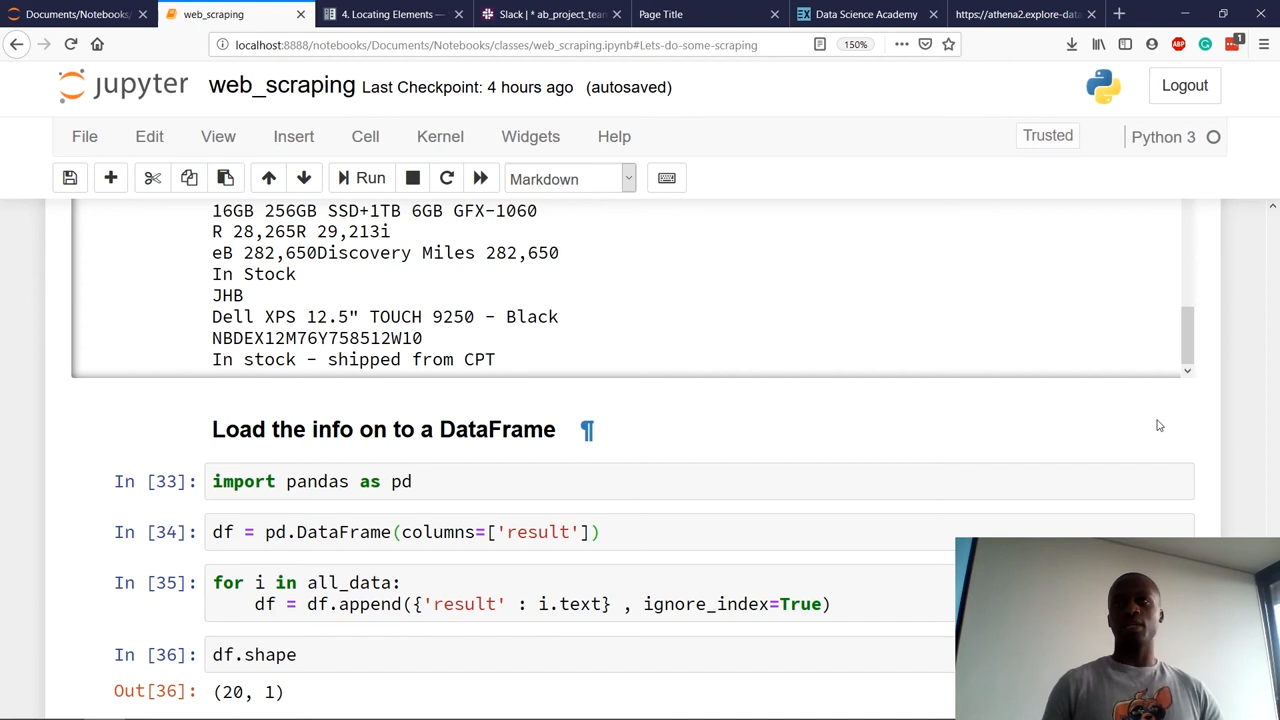 Documents/Notebooks/
web_scraping
4. Locating Elements —
Slack | * ab_project_
Page Title
Data Science Academy
https://athena2.explore-dat
localhost:8888/notebooks/Documents/Notebooks/classes/web_scraping.ipynb#Lets-do-some-scraping
150%
ABP
1
jupyter
web_scraping Last Checkpoint: 4 hours ago (autosaved)
Logout
File Edit View Insert Cell Kernel Widgets Help
Trusted
Python 3
Run
Markdown
16GB 256GB SSD+1TB 6GB GFX-1060
R 28,265R 29,213i
eB 282,650Discovery Miles 282,650
In Stock
JHB
Dell XPS 12.5" TOUCH 9250 - Black
NBDEX12M76Y758512W10
In stock - shipped from CPT
Load the info on to a DataFrame ¶
In [33]: import pandas as pd
In [34]: df = pd.DataFrame(columns=['result'])
In [35]: for i in all_data:
df = df.append({'result' : i.text} , ignore_index=True)
In [36]: df.shape
Out[36]: (20, 1)